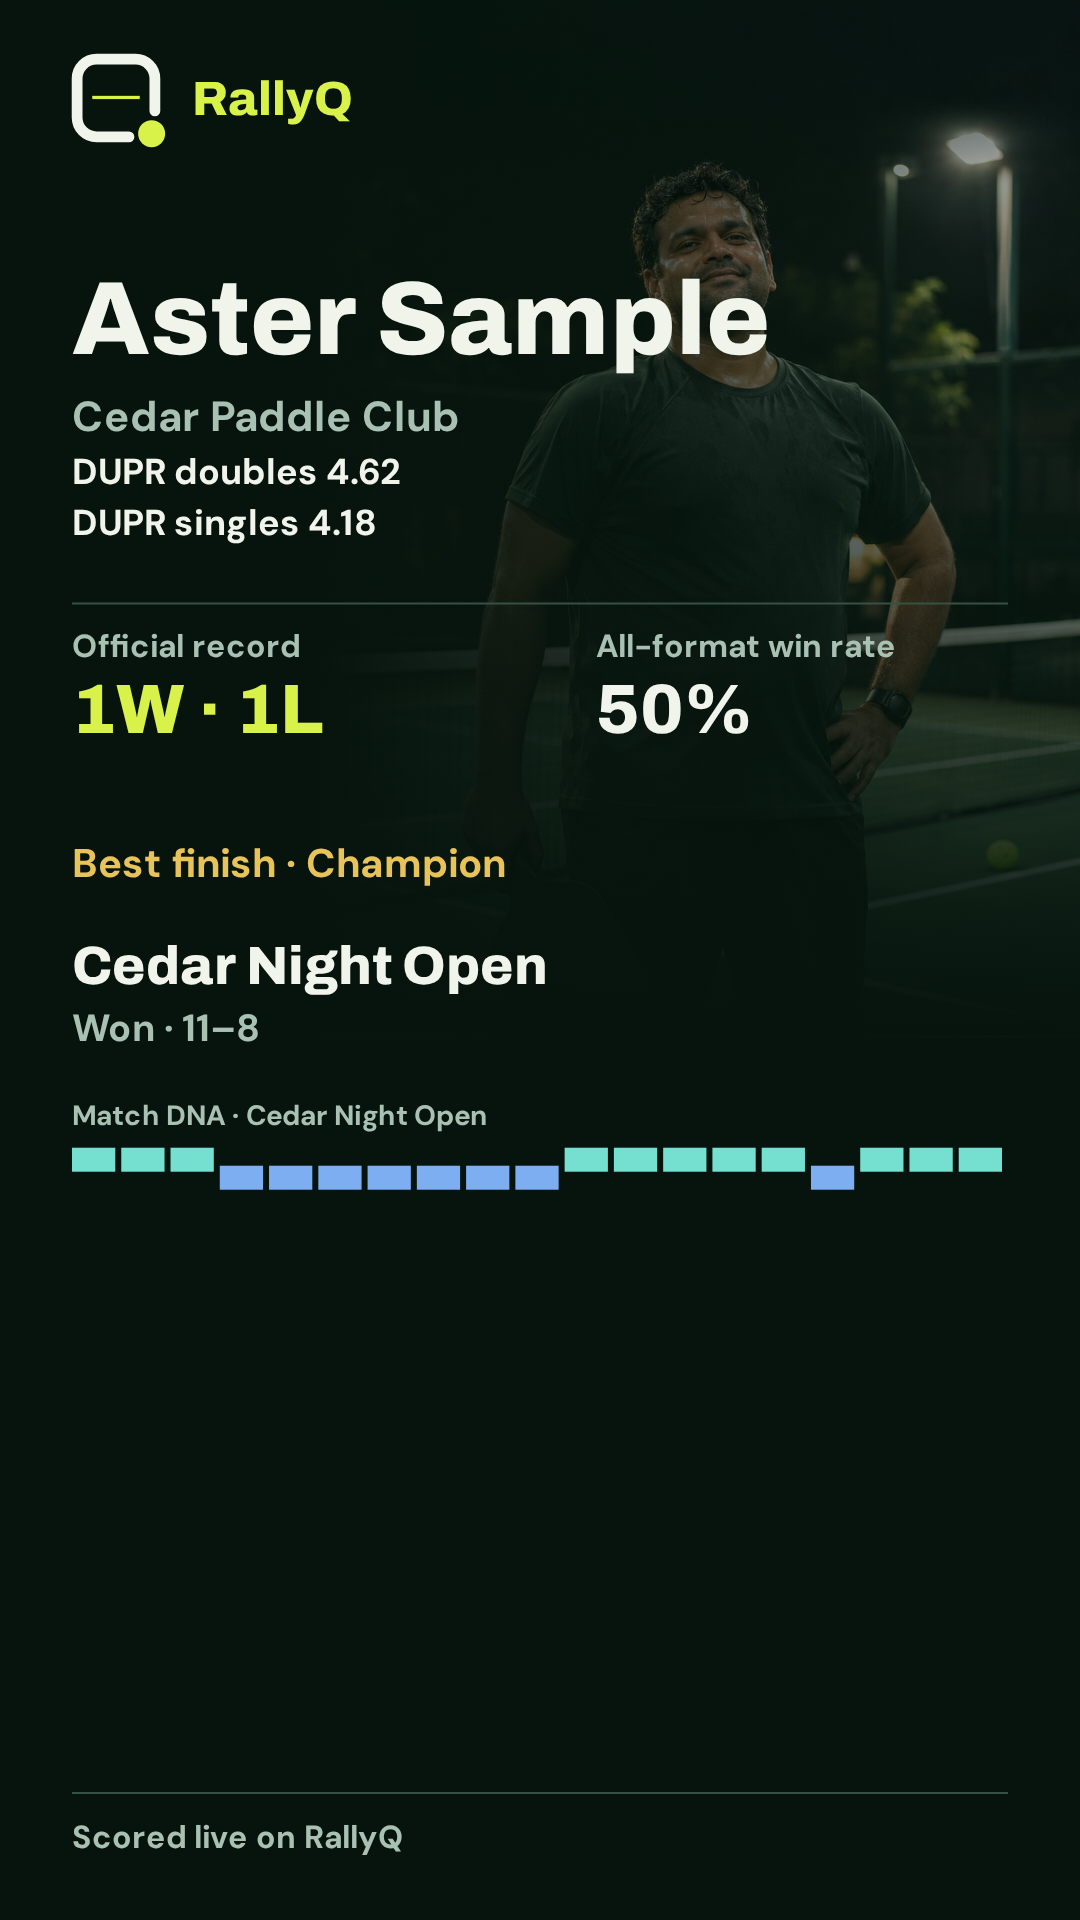 RallyQ
Aster Sample
Cedar Paddle Club
DUPR doubles 4.62
DUPR singles 4.18
Official record
All-format win rate
1W · 1L
50%
Best finish · Champion
Cedar Night Open
Won · 11–8
Match DNA · Cedar Night Open
Scored live on RallyQ